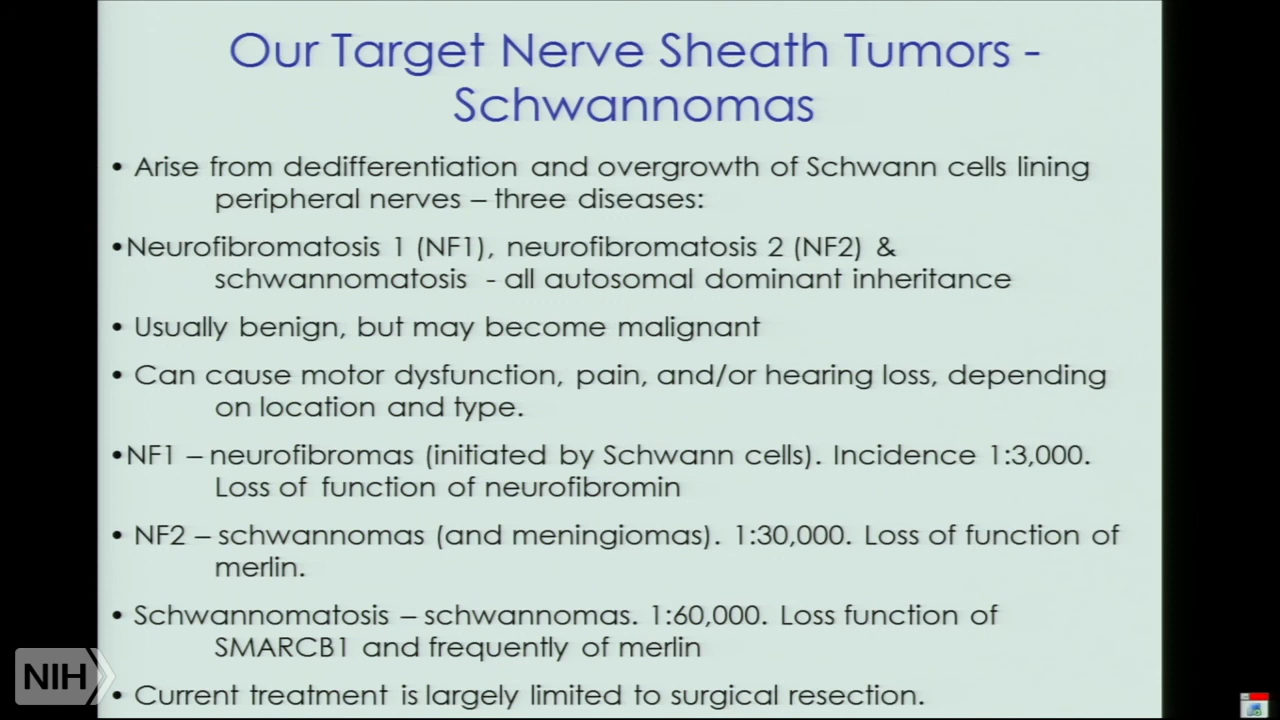 Our Target Nerve Sheath Tumors -
Schwannomas
• Arise from dedifferentiation and overgrowth of Schwann cells lining
peripheral nerves – three diseases:
•Neurofibromatosis 1 (NF1), neurofibromatosis 2 (NF2) &
schwannomatosis - all autosomal dominant inheritance
• Usually benign, but may become malignant
• Can cause motor dysfunction, pain, and/or hearing loss, depending
on location and type.
•NF1 – neurofibromas (initiated by Schwann cells). Incidence 1:3,000.
Loss of function of neurofibromin
• NF2 – schwannomas (and meningiomas). 1:30,000. Loss of function of
merlin.
• Schwannomatosis – schwannomas. 1:60,000. Loss function of
SMARCB1 and frequently of merlin
• Current treatment is largely limited to surgical resection.
NIH